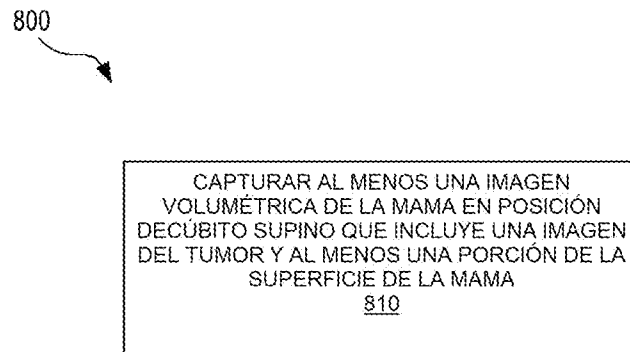 800
CAPTURAR AL MENOS UNA IMAGEN
VOLUMÉTRICA DE LA MAMA EN POSICIÓN
DECÚBITO SUPINO QUE INCLUYE UNA IMAGEN
DEL TUMOR Y AL MENOS UNA PORCIÓN DE LA
SUPERFICIE DE LA MAMA
810